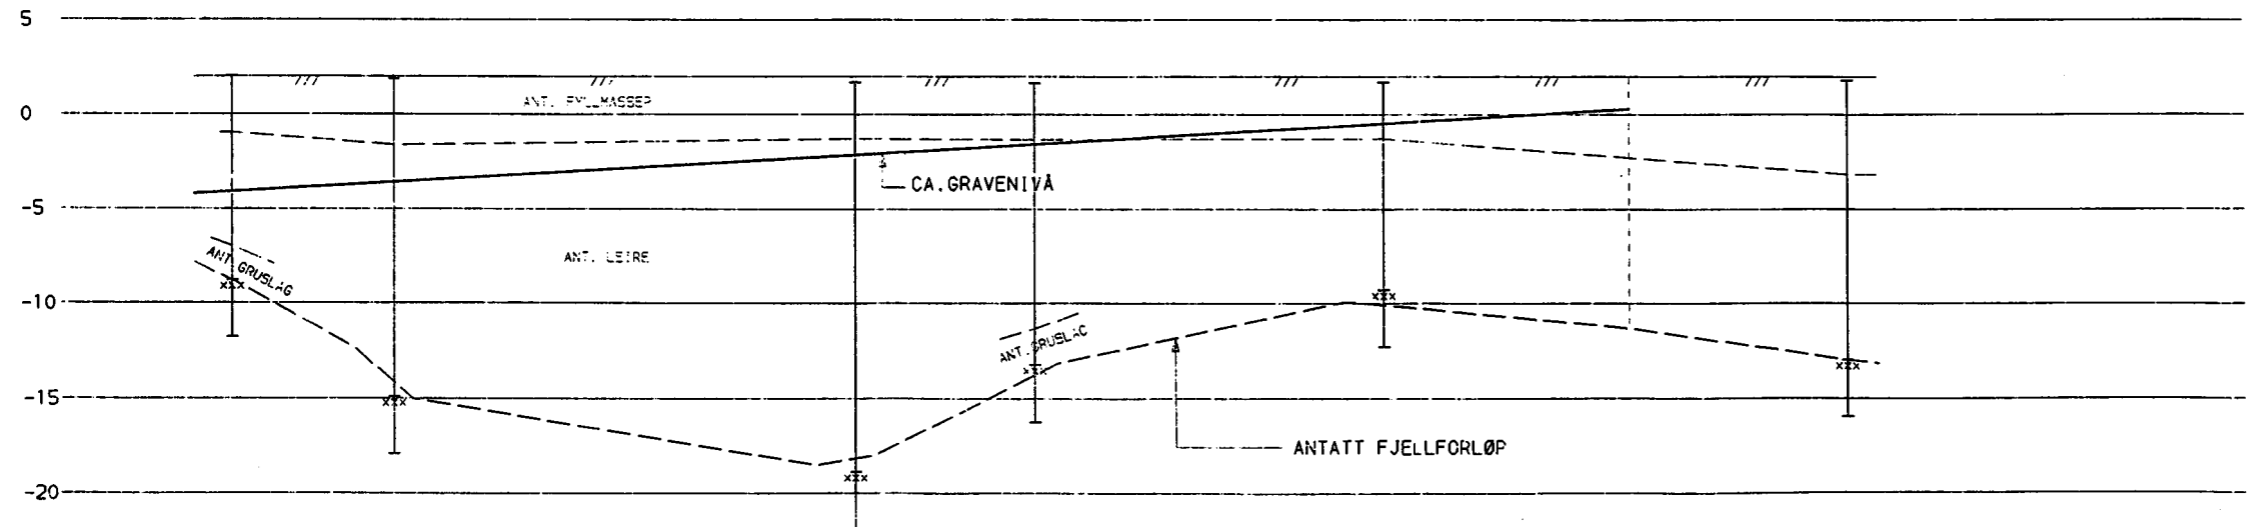 5
ANT. FYLLMASSER
0
CA.GRAVENIVÅ
-5
ANT. GRUSLAG
ANT. LEIRE
-10
ANT. GRUSLAG
-15
ANTATT FJELLFORLØP
-20